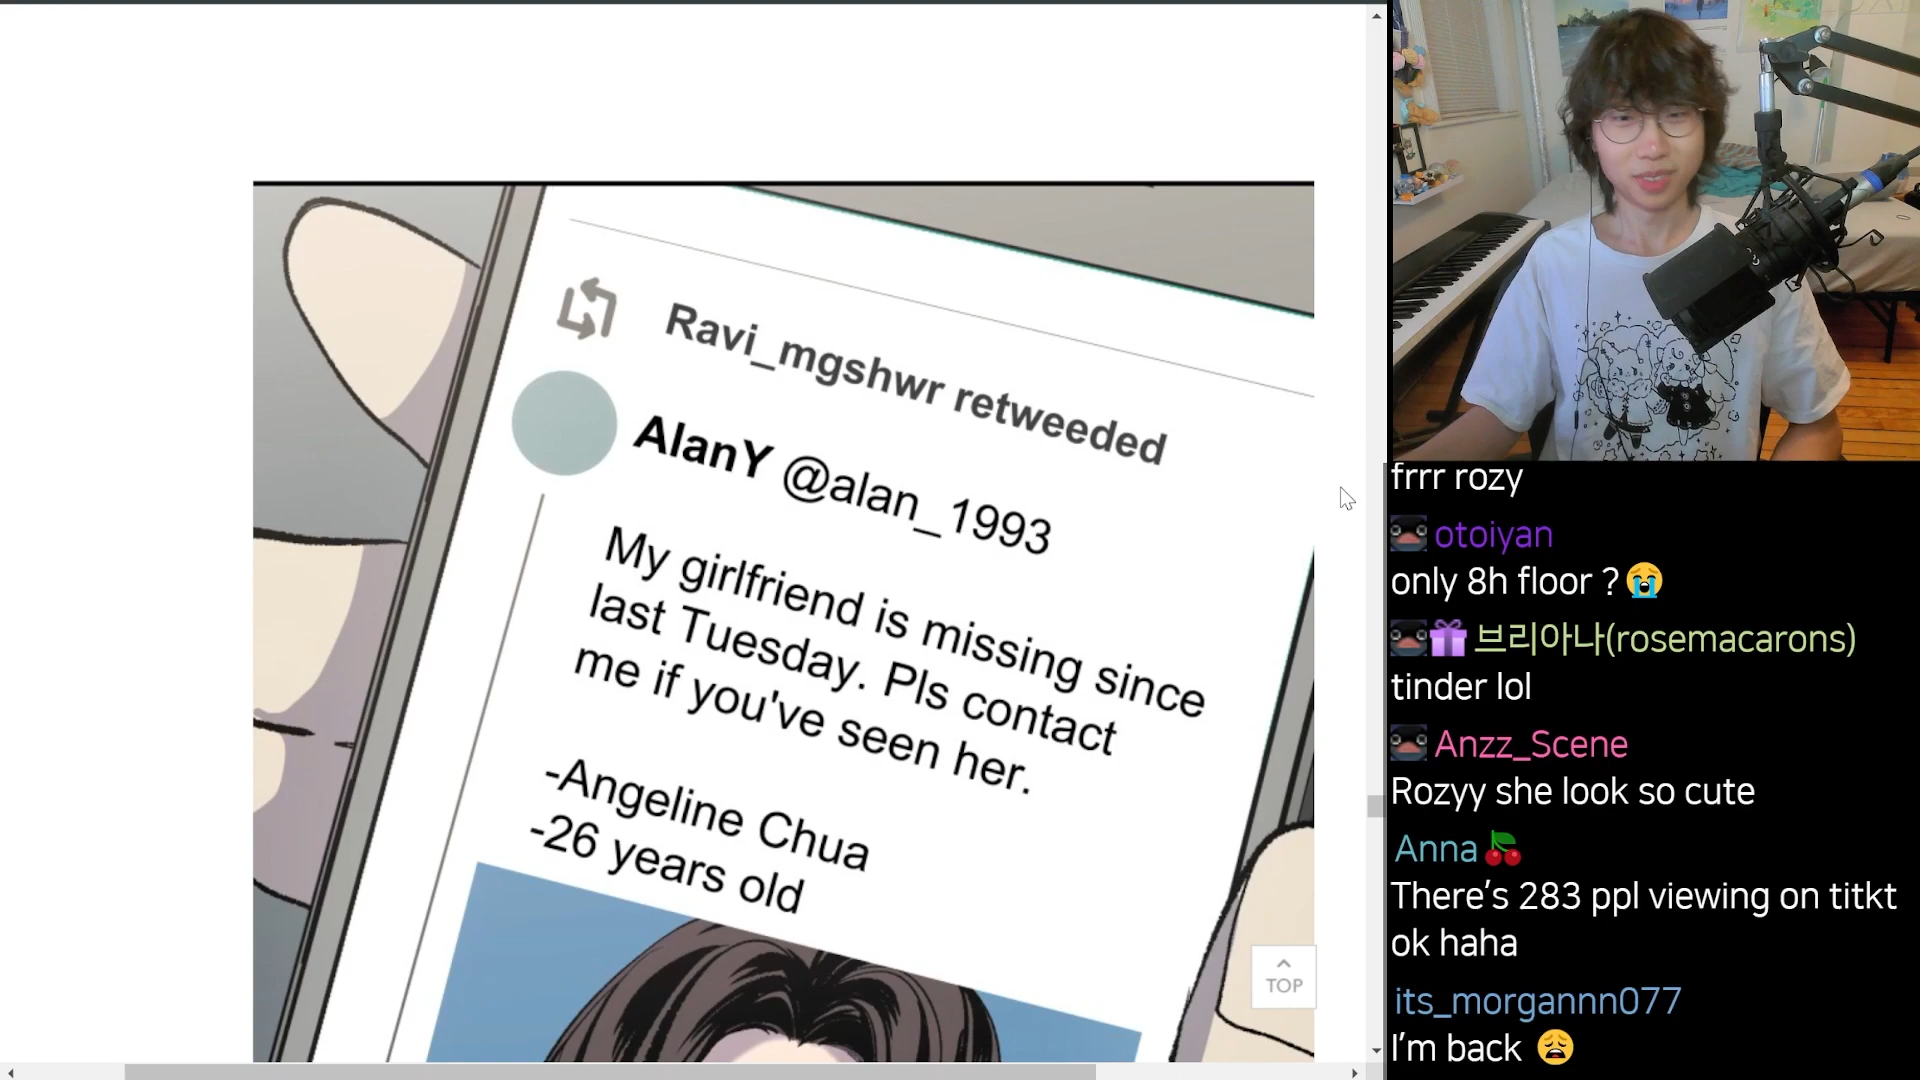 Ravi_mgshwr retweeded
AlanY @alan_1993
My girlfriend is missing since
last Tuesday. Pls contact
me if you've seen her.
-Angeline Chua
-26 years old
TOP
frrr rozy
otoiyan
only 8h floor ?😭
브리아나(rosemacarons)
tinder lol
Anzz_Scene
Rozyy she look so cute
Anna🍒
There's 283 ppl viewing on titkt
ok haha
its_morgannn077
I'm back 😩